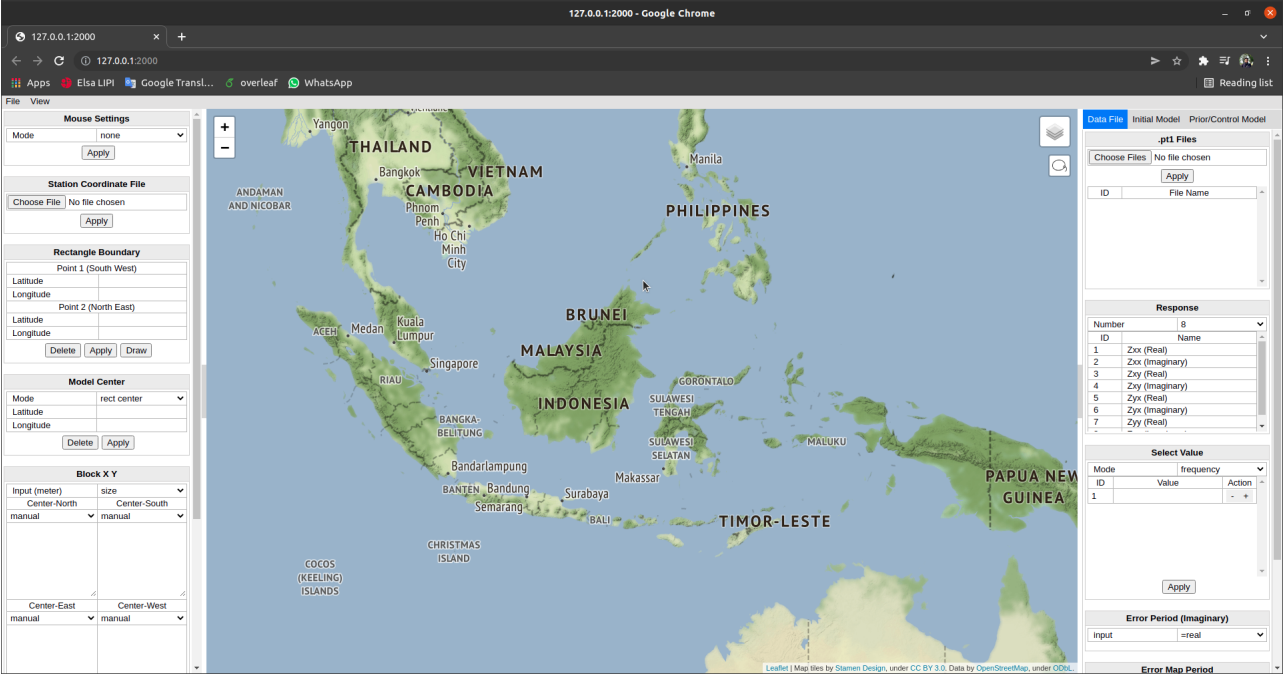 127.0.0.1:2000 - Google Chrome
127.0.0.1:2000
127.0.0.1:2000
Apps Elsa LIPI Google Transl... overleaf WhatsApp Reading list
File View
Mouse Settings
Mode none
Apply
Station Coordinate File
Choose File No file chosen
Apply
Rectangle Boundary
Point 1 (South West)
Latitude
Longitude
Point 2 (North East)
Latitude
Longitude
Delete Apply Draw
Model Center
Mode rect center
Latitude
Longitude
Delete Apply
Block X Y
Input (meter) size
Center-North Center-South
manual manual
Center-East Center-West
manual manual
+
-
Yangon
THAILAND
Bangkok
VIETNAM
CAMBODIA
Phnom
Penh
Ho Chi
Minh
City
ANDAMAN
AND NICOBAR
Manila
PHILIPPINES
BRUNEI
ACEH
Medan
Kuala
Lumpur
MALAYSIA
Singapore
RIAU
GORONTALO
INDONESIA
SULAWESI
TENGAH
BANGKA-
BELITUNG
SULAWESI
SELATAN
MALUKU
Bandarlampung
Makassar
PAPUA NEW
GUINEA
BANTEN
Bandung
Surabaya
Semarang
BALI
TIMOR-LESTE
CHRISTMAS
ISLAND
COCOS
(KEELING)
ISLANDS
Leaflet | Map tiles by Stamen Design, under CC BY 3.0. Data by OpenStreetMap, under ODbL.
Data File Initial Model Prior/Control Model
.pt1 Files
Choose Files No file chosen
Apply
ID File Name
Response
Number 8
ID Name
1 Zxx (Real)
2 Zxx (Imaginary)
3 Zxy (Real)
4 Zxy (Imaginary)
5 Zyx (Real)
6 Zyx (Imaginary)
7 Zyy (Real)
Select Value
Mode frequency
ID Value Action
1 - +
Apply
Error Period (Imaginary)
input =real
Error Map Period